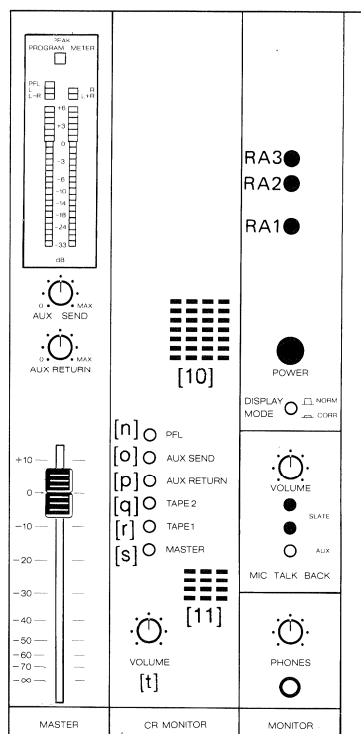 PEAK
PROGRAM METER
PFL
L R
L-R L+R
+6
+3
0
-3
-6
-10
-14
-18
-24
-33
dB
0 MAX
AUX SEND
0 MAX
AUX RETURN
+10
0
-10
-20
-30
-40
-50
-60
-70
-∞
MASTER
[10]
[n] PFL
[o] AUX SEND
[p] AUX RETURN
[q] TAPE 2
[r] TAPE 1
[s] MASTER
[11]
VOLUME
[t]
CR MONITOR
RA3
RA2
RA1
POWER
DISPLAY NORM
MODE CORR
VOLUME
SLATE
AUX
MIC TALK BACK
PHONES
MONITOR